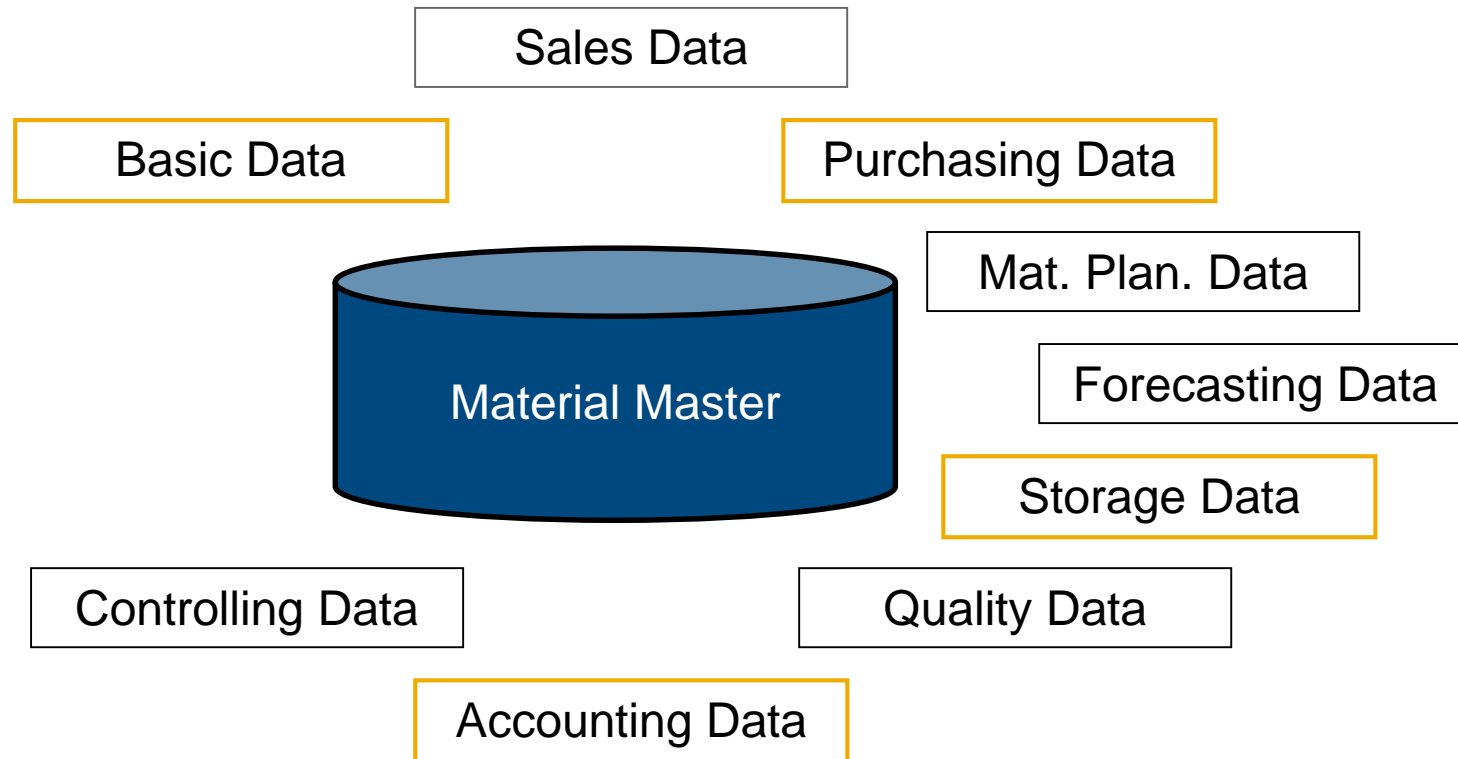 Sales Data
Basic Data
Purchasing Data
Mat. Plan. Data
Forecasting Data
Material Master
Storage Data
Controlling Data
Quality Data
Accounting Data